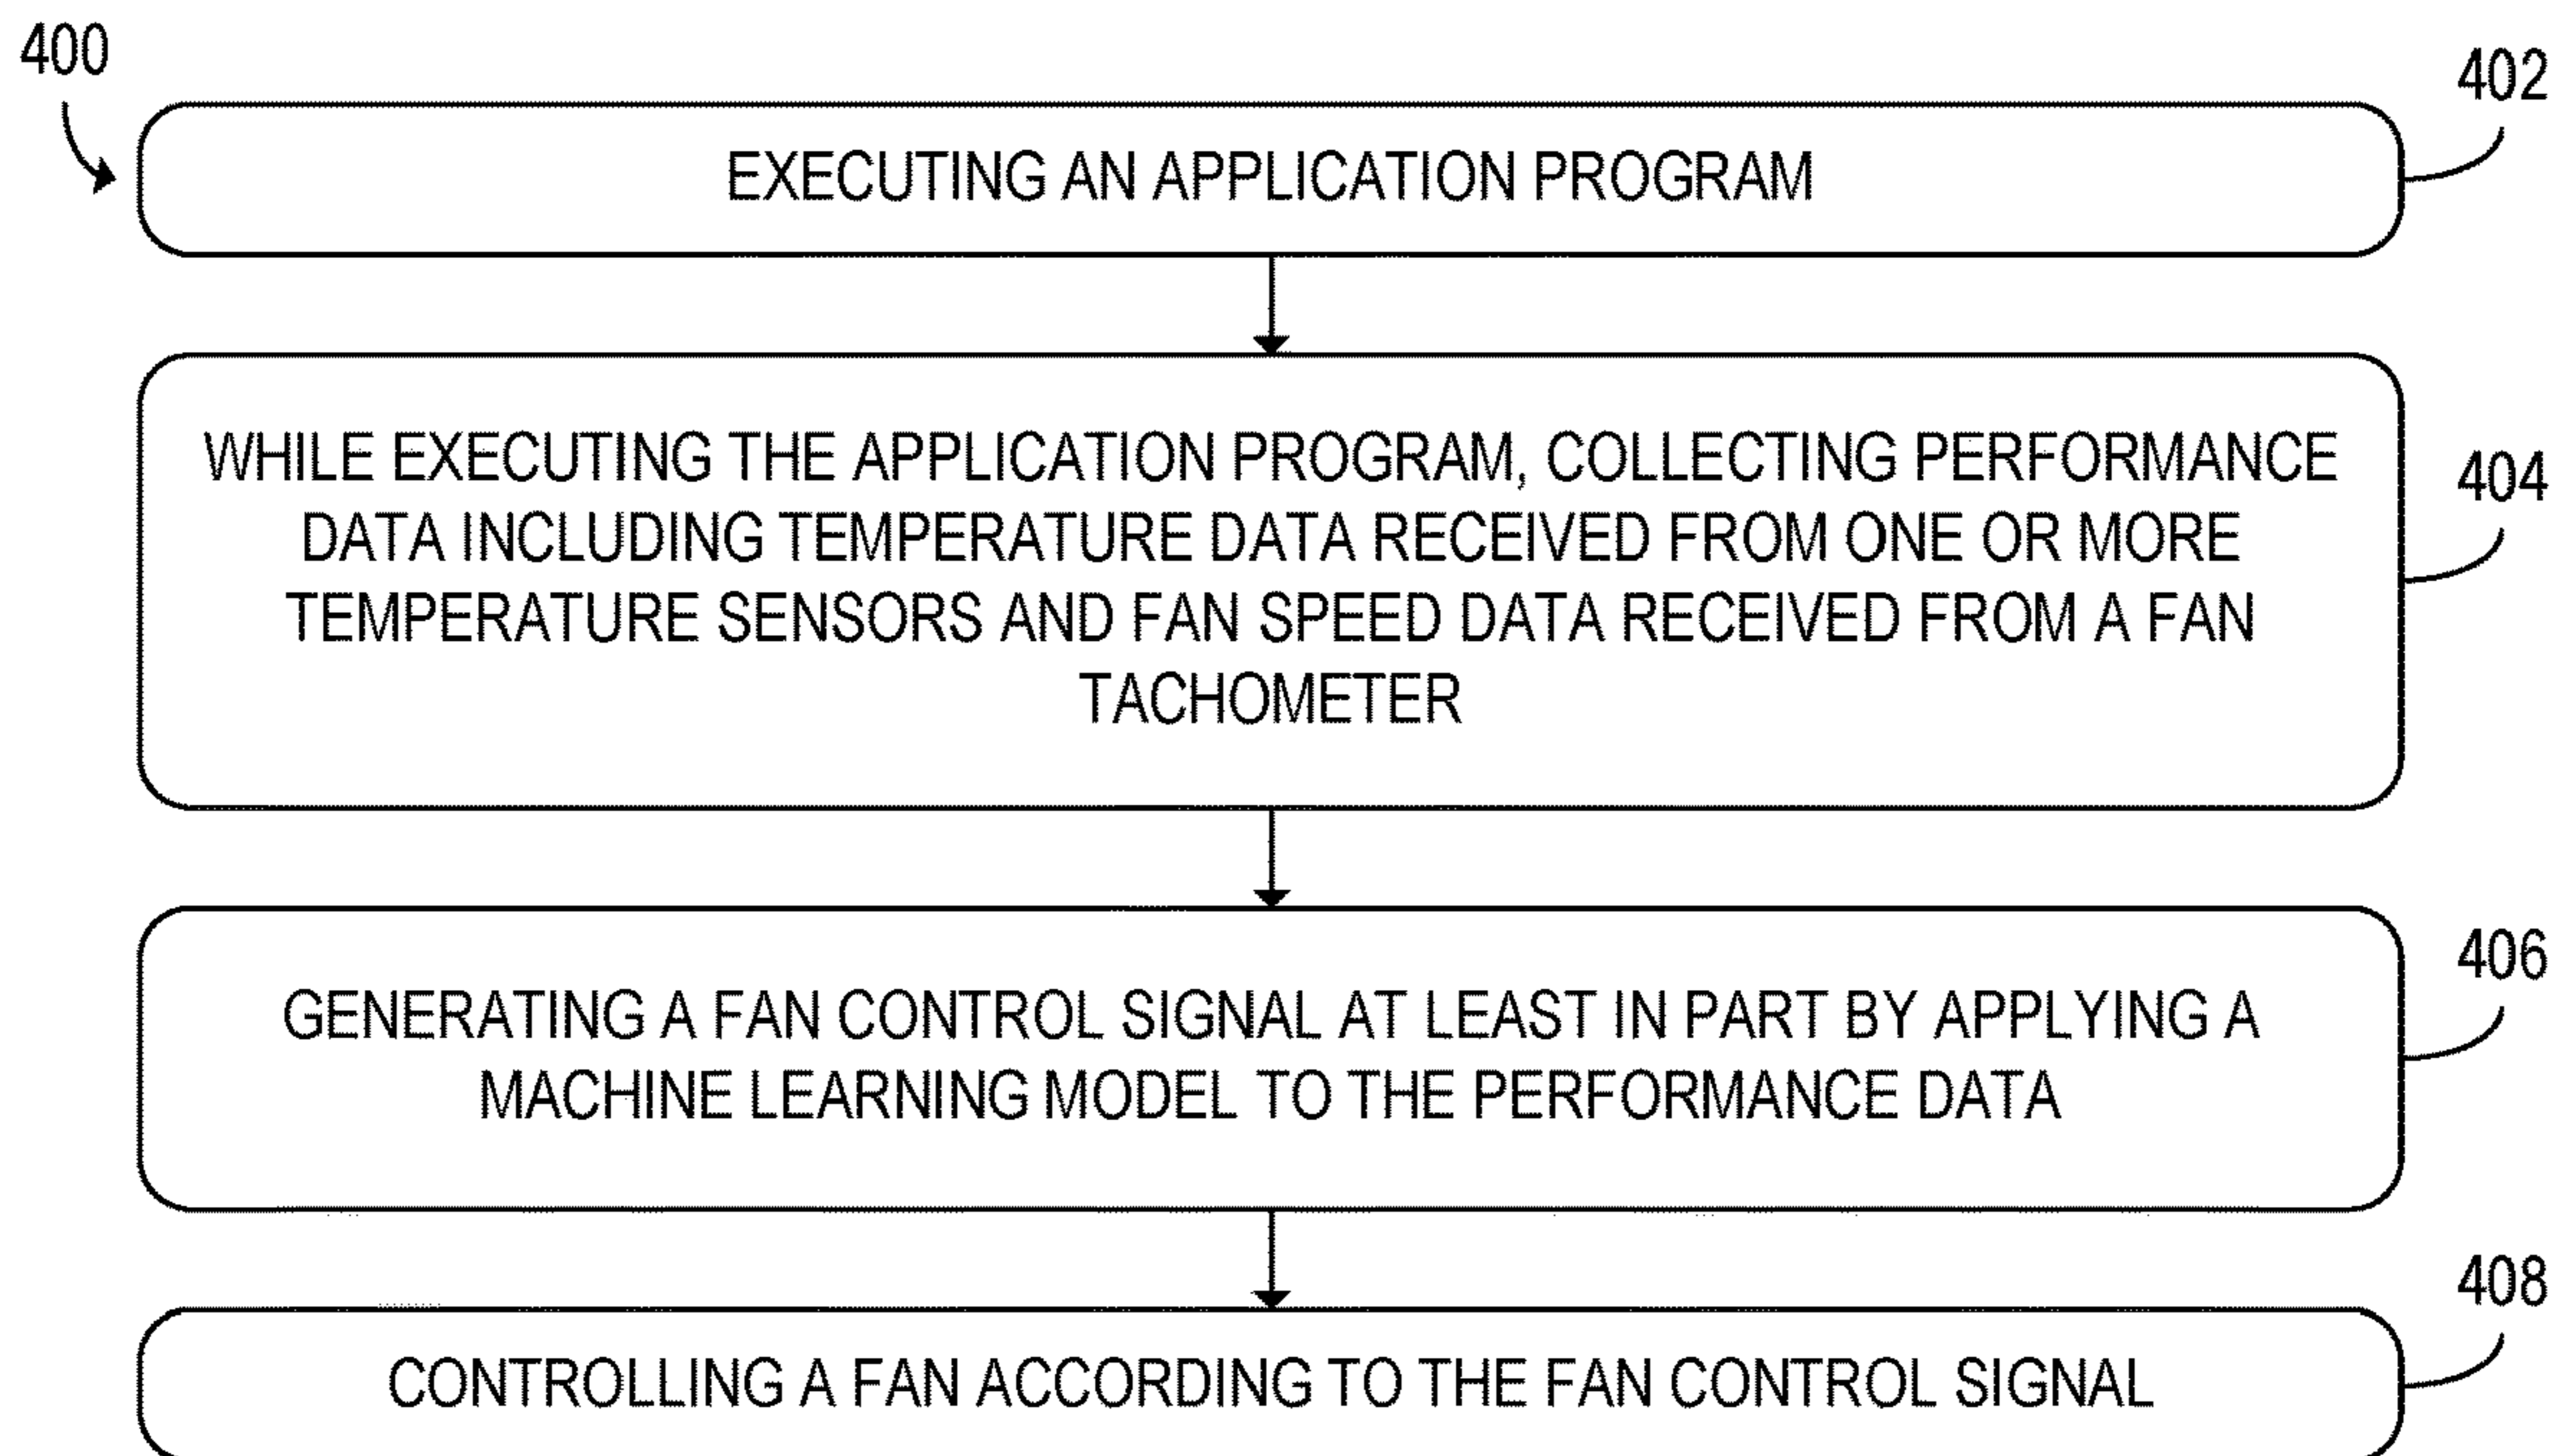 400
402
EXECUTING AN APPLICATION PROGRAM
WHILE EXECUTING THE APPLICATION PROGRAM, COLLECTING PERFORMANCE
DATA INCLUDING TEMPERATURE DATA RECEIVED FROM ONE OR MORE
TEMPERATURE SENSORS AND FAN SPEED DATA RECEIVED FROM A FAN
TACHOMETER
404
GENERATING A FAN CONTROL SIGNAL AT LEAST IN PART BY APPLYING A
MACHINE LEARNING MODEL TO THE PERFORMANCE DATA
406
CONTROLLING A FAN ACCORDING TO THE FAN CONTROL SIGNAL
408